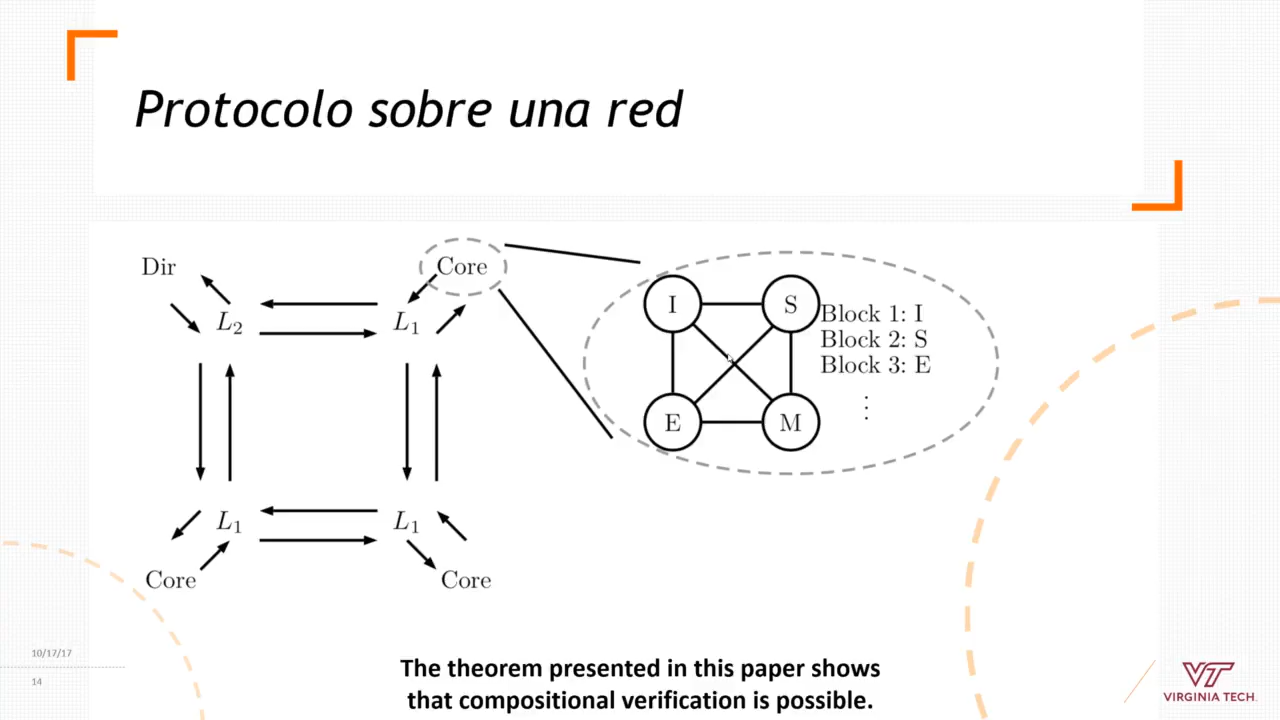 Protocolo sobre una red
Dir
Core
L2
L1
L1
L1
Core
Core
I
S
E
M
Block 1: I
Block 2: S
Block 3: E
⋮
10/17/17
14
The theorem presented in this paper shows
that compositional verification is possible.
VT
VIRGINIA TECH.